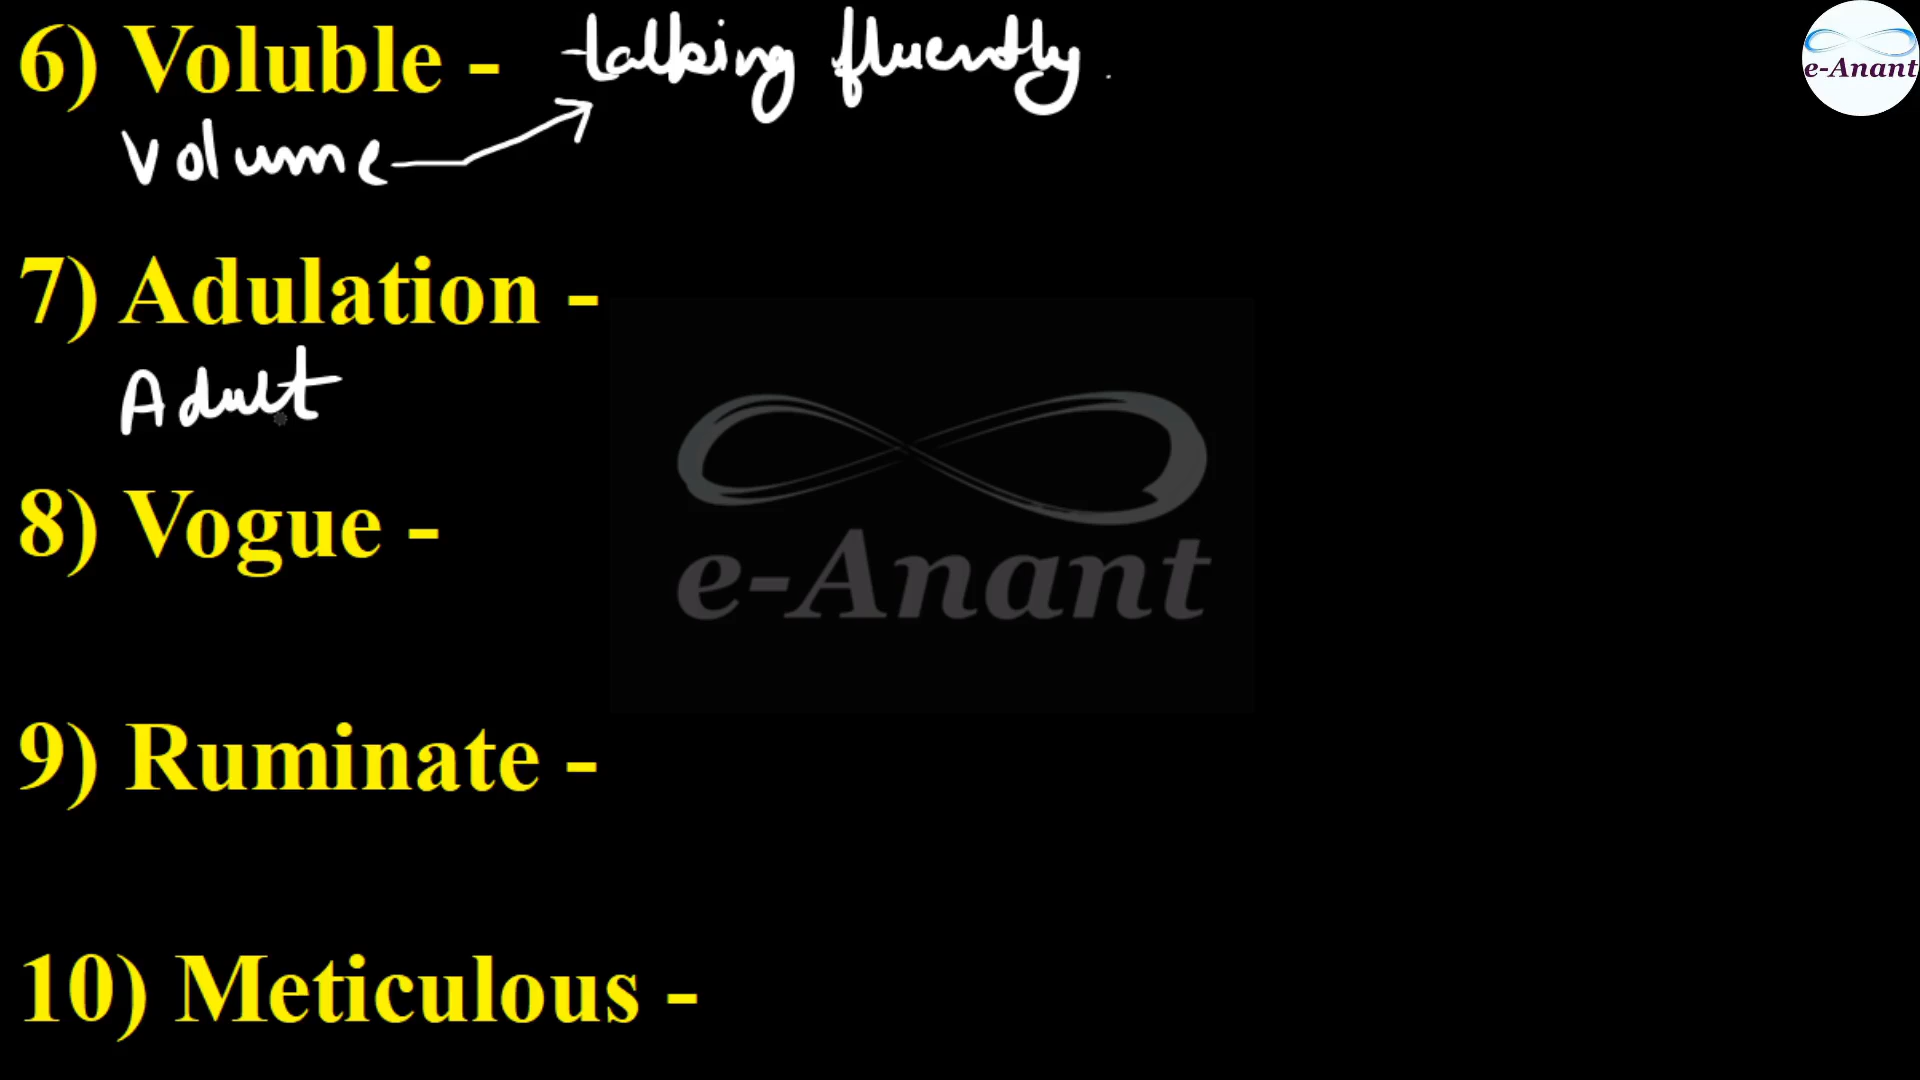 6) Voluble - talking fluently.
Volume
e-Anant
7) Adulation -
Adult
8) Vogue -
e-Anant
9) Ruminate -
10) Meticulous -